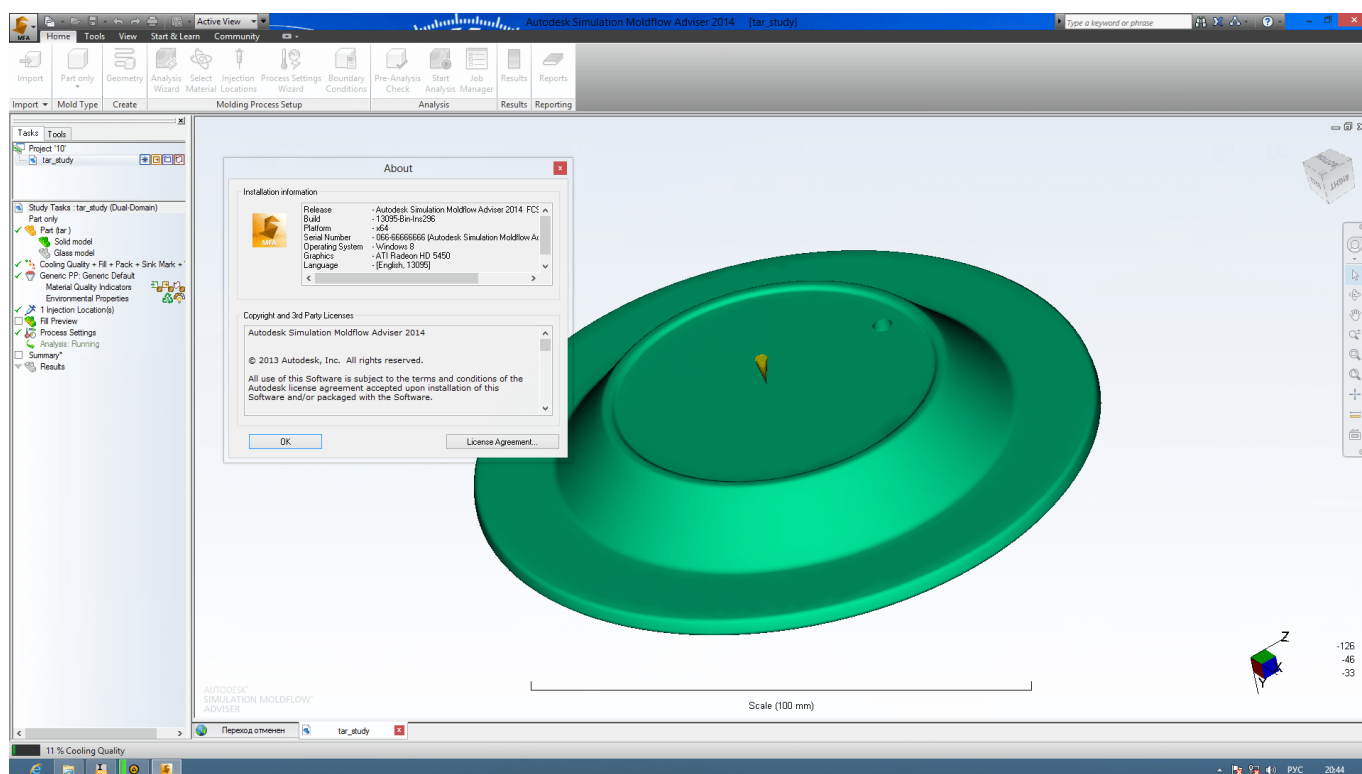 Active View
Autodesk Simulation Moldflow Adviser 2014 [tar_study]
Type a keyword or phrase
MFA
Home Tools View Start & Learn Community
Import
Part only
Geometry
Analysis Wizard
Select Material
Injection Locations
Process Settings Wizard
Boundary Conditions
Pre-Analysis Check
Start Analysis
Job Manager
Results
Reports
Import Mold Type Create Molding Process Setup Analysis Results Reporting
Tasks Tools
Project '10'
tar_study
Study Tasks : tar_study (Dual-Domain)
Part only
Part (tar )
Solid model
Glass model
Cooling Quality + Fill + Pack + Sink Mark +
Generic PP: Generic Default
Material Quality Indicators
Environmental Properties
1 Injection Location(s)
Fill Preview
Process Settings
Analysis: Running
Summary*
Results
About
Installation information
MFA
Release - Autodesk Simulation Moldflow Adviser 2014 FCS
Build - 13095-Bin-Ins296
Platform - x64
Serial Number - 066-66666666 (Autodesk Simulation Moldflow Ad
Operating System - Windows 8
Graphics - ATI Radeon HD 5450
Language - [English, 13095]
Copyright and 3rd Party Licenses
Autodesk Simulation Moldflow Adviser 2014
© 2013 Autodesk, Inc. All rights reserved.
All use of this Software is subject to the terms and conditions of the
Autodesk license agreement accepted upon installation of this
Software and/or packaged with the Software.
OK
License Agreement...
RIGHT
Z
X
Y
-126
-46
-33
AUTODESK®
SIMULATION MOLDFLOW®
ADVISER
Scale (100 mm)
Переход отменен
tar_study
11 % Cooling Quality
РУС 20:44